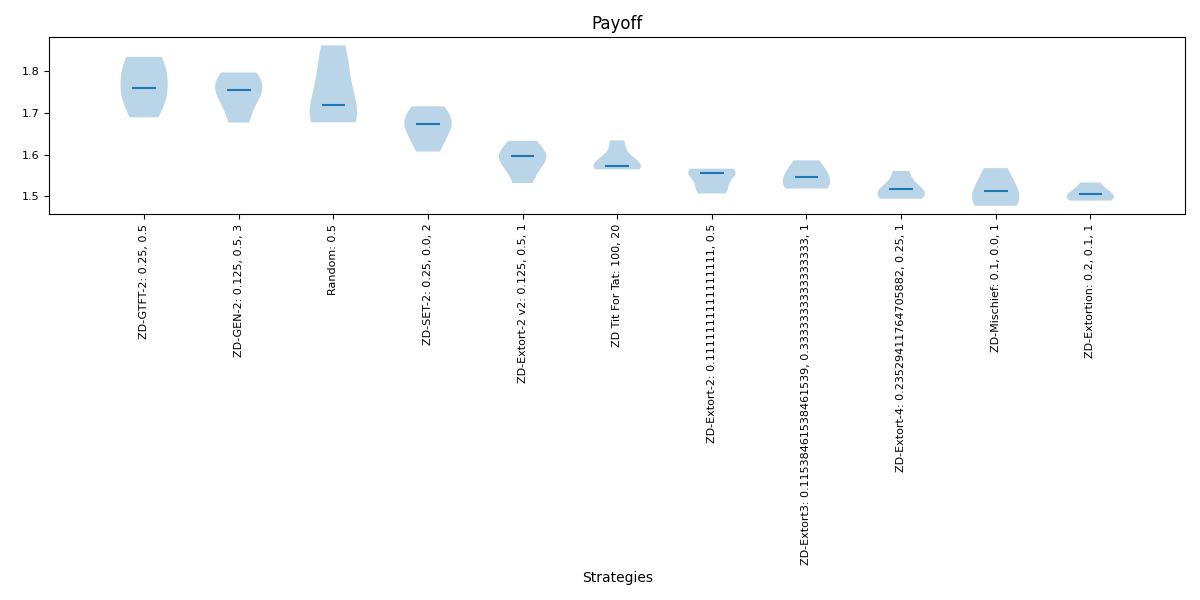 Payoff
1.8
1.7
1.6
1.5
ZD-GTFT-2: 0.25, 0.5
ZD-GEN-2: 0.125, 0.5, 3
Random: 0.5
ZD-SET-2: 0.25, 0.0, 2
ZD-Extort-2 v2: 0.125, 0.5, 1
ZD Tit For Tat: 100, 20
ZD-Extort-2: 0.1111111111111111, 0.5
ZD-Extort3: 0.11538461538461539, 0.3333333333333333, 1
ZD-Extort-4: 0.23529411764705882, 0.25, 1
ZD-Mischief: 0.1, 0.0, 1
ZD-Extortion: 0.2, 0.1, 1
Strategies